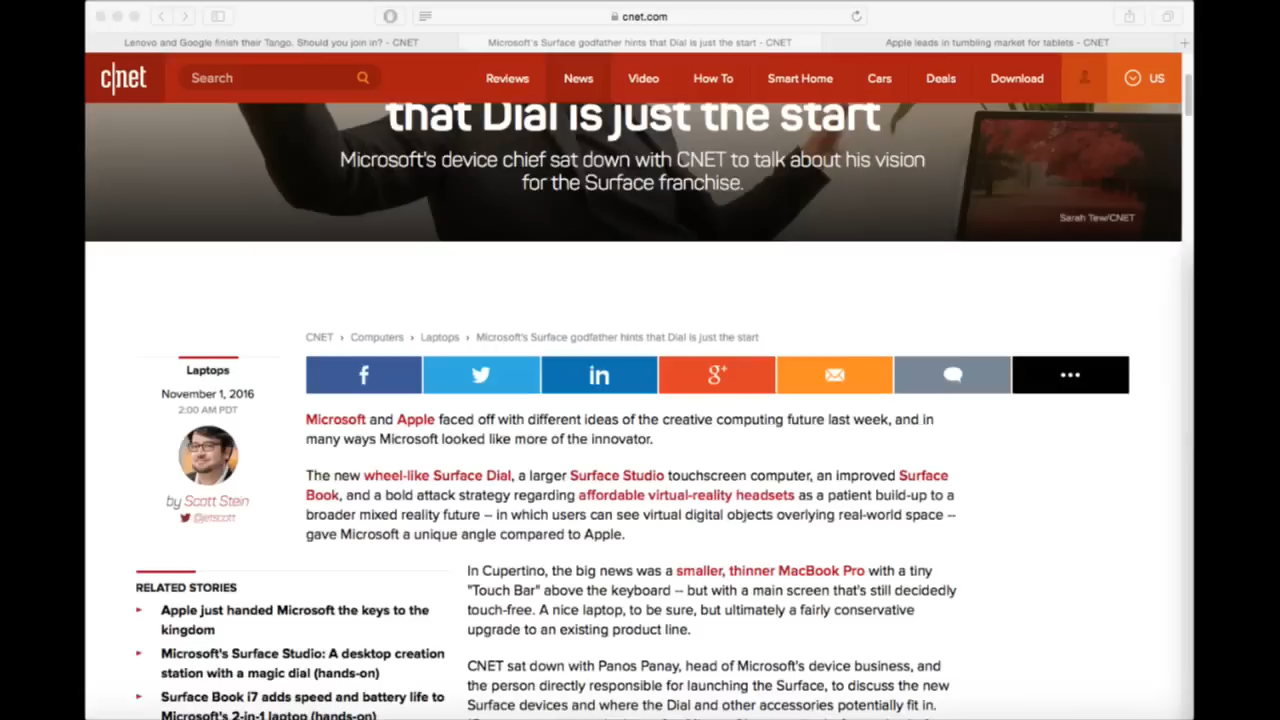 cnet.com
Lenovo and Google finish their Tango. Should you join in? - CNET
Microsoft's Surface godfather hints that Dial is just the start - CNET
Apple leads in tumbling market for tablets - CNET
c|net
Search
Reviews
News
Video
How To
Smart Home
Cars
Deals
Download
US
that Dial is just the start
Microsoft's device chief sat down with CNET to talk about his vision
for the Surface franchise.
Sarah Tew/CNET
CNET › Computers › Laptops › Microsoft's Surface godfather hints that Dial is just the start
Laptops
November 1, 2016
2:00 AM PDT
by Scott Stein
@jetscott
f
in
g+
Microsoft and Apple faced off with different ideas of the creative computing future last week, and in
many ways Microsoft looked like more of the innovator.
The new wheel-like Surface Dial, a larger Surface Studio touchscreen computer, an improved Surface
Book, and a bold attack strategy regarding affordable virtual-reality headsets as a patient build-up to a
broader mixed reality future -- in which users can see virtual digital objects overlying real-world space --
gave Microsoft a unique angle compared to Apple.
RELATED STORIES
Apple just handed Microsoft the keys to the
kingdom
Microsoft's Surface Studio: A desktop creation
station with a magic dial (hands-on)
Surface Book i7 adds speed and battery life to
Microsoft's 2-in-1 laptop (hands-on)
In Cupertino, the big news was a smaller, thinner MacBook Pro with a tiny
"Touch Bar" above the keyboard -- but with a main screen that's still decidedly
touch-free. A nice laptop, to be sure, but ultimately a fairly conservative
upgrade to an existing product line.
CNET sat down with Panos Panay, head of Microsoft's device business, and
the person directly responsible for launching the Surface, to discuss the new
Surface devices and where the Dial and other accessories potentially fit in.